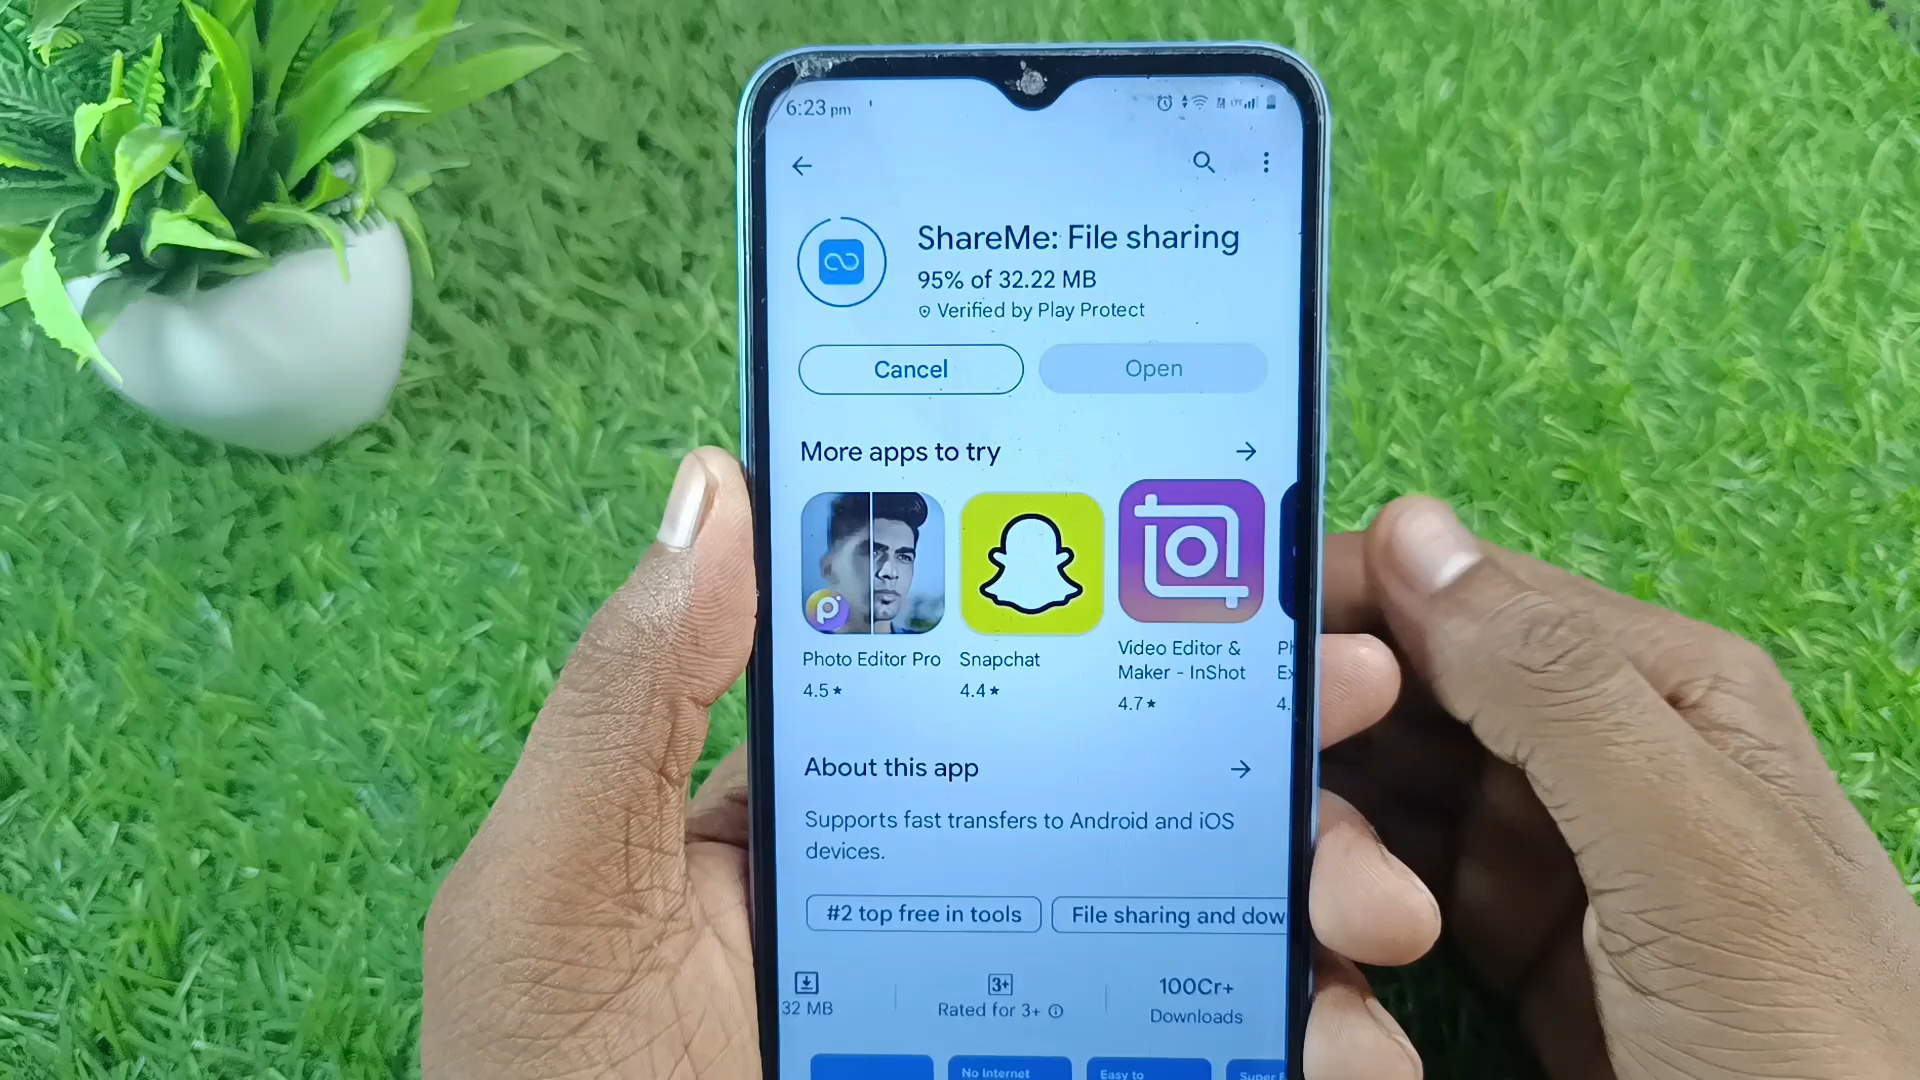 6:23 pm
ShareMe: File sharing
95% of 32.22 MB
Verified by Play Protect
Cancel
Open
More apps to try
Photo Editor Pro
4.5★
Snapchat
4.4★
Video Editor &
Maker - InShot
4.7★
4.
About this app
Supports fast transfers to Android and iOS
devices.
#2 top free in tools
File sharing and dow
32 MB
3+
Rated for 3+
100Cr+
Downloads
No Internet
Easy to
Super